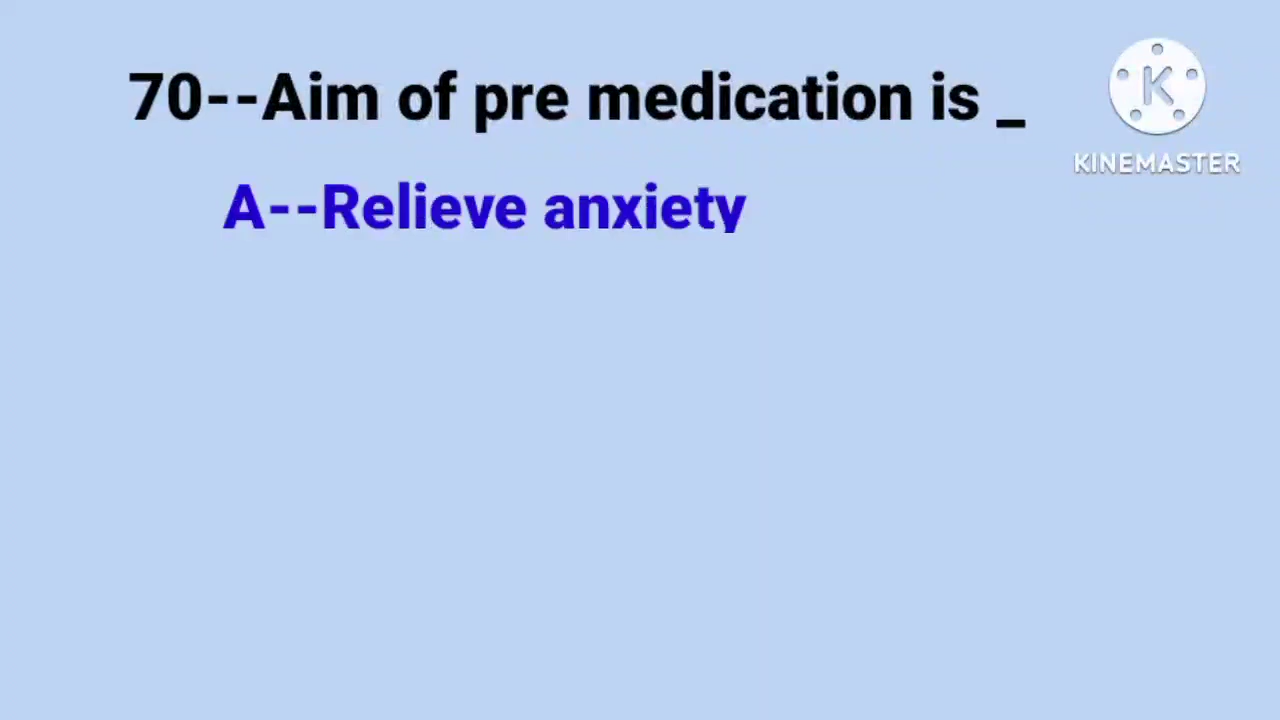 70--Aim of pre medication is _
K
KINEMASTER
A--Relieve anxiety